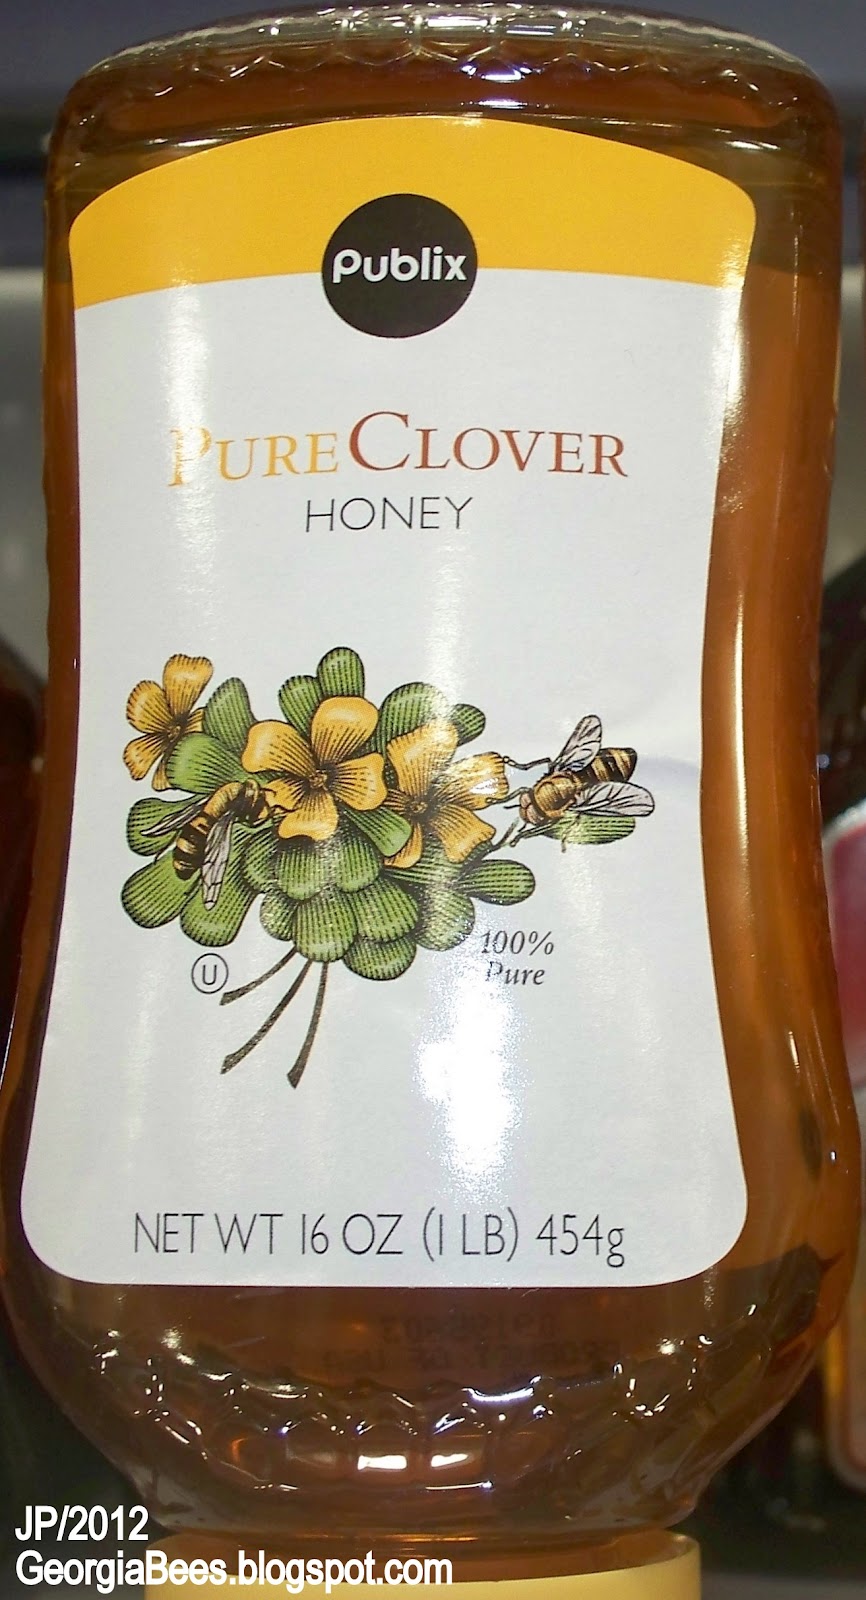 Publix
PURE CLOVER
HONEY
100%
Pure
U
NET WT 16 OZ (1 LB) 454g
JP/2012
GeorgiaBees.blogspot.com